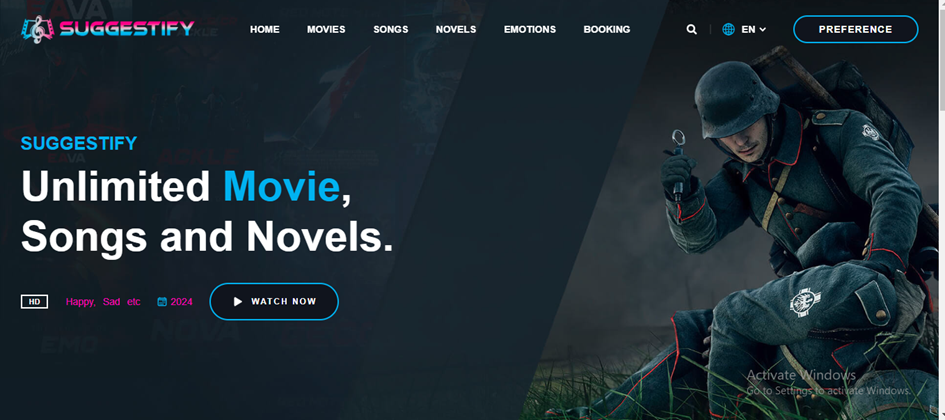 SUGGESTIFY
HOME MOVIES SONGS NOVELS EMOTIONS BOOKING EN PREFERENCE
SUGGESTIFY
Unlimited Movie,
Songs and Novels.
HD Happy, Sad etc 2024 WATCH NOW
Activate Windows
Go to Settings to activate Windows.